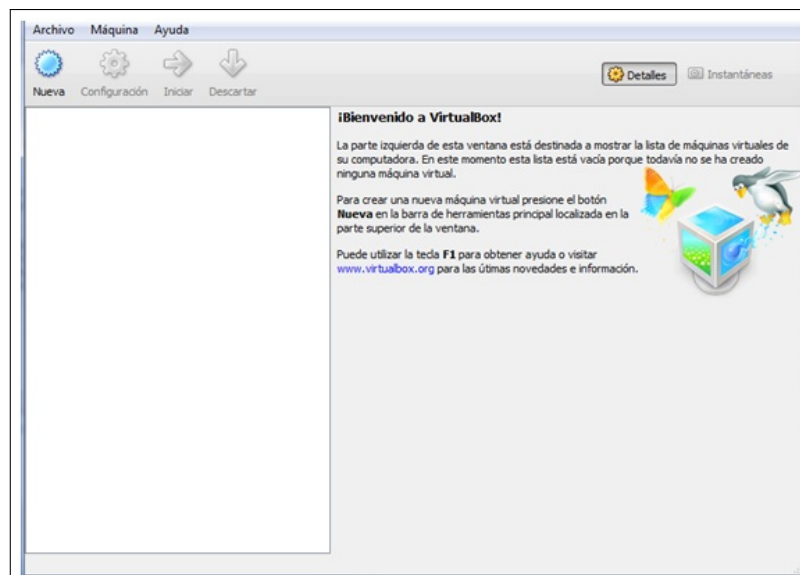 Archivo Máquina Ayuda
Nueva Configuración Iniciar Descartar
Detalles Instantáneas
¡Bienvenido a VirtualBox!
La parte izquierda de esta ventana está destinada a mostrar la lista de máquinas virtuales de
su computadora. En este momento esta lista está vacía porque todavía no se ha creado
ninguna máquina virtual.
Para crear una nueva máquina virtual presione el botón
Nueva en la barra de herramientas principal localizada en la
parte superior de la ventana.
Puede utilizar la tecla F1 para obtener ayuda o visitar
www.virtualbox.org para las útimas novedades e información.